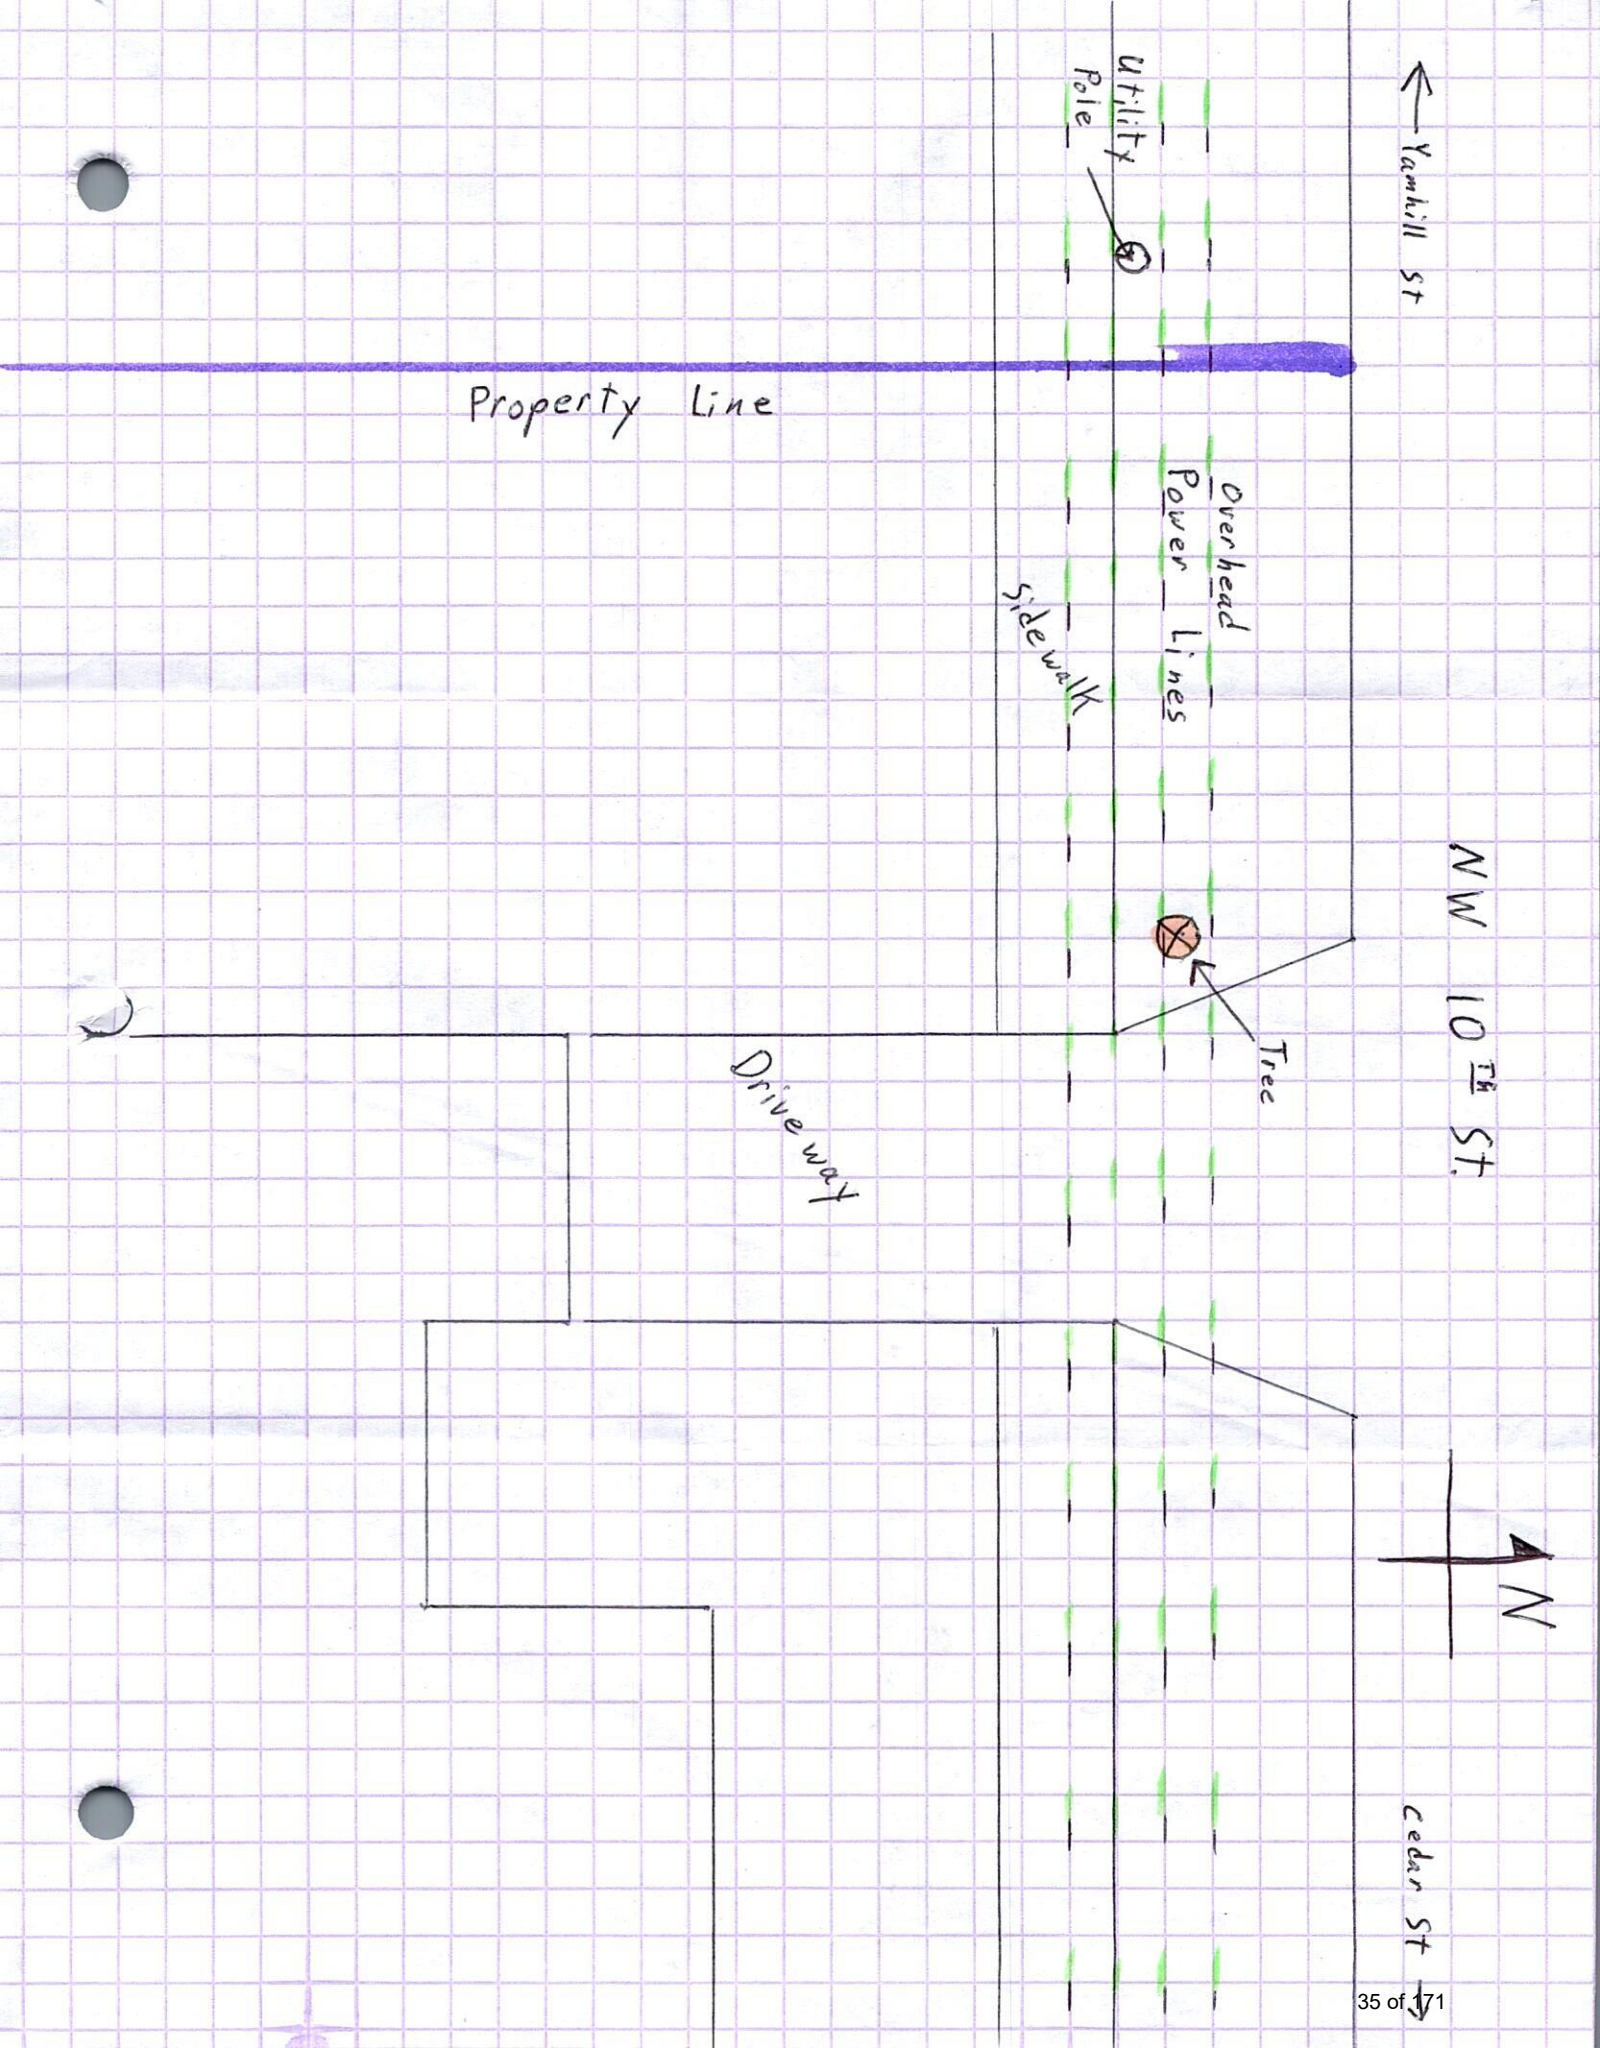 ← Yamhill St
Utility
Pole
Property Line
Overhead
Power Lines
Sidewalk
NW 10Th St.
Tree
Driveway
N
Cedar St →
35 of 171